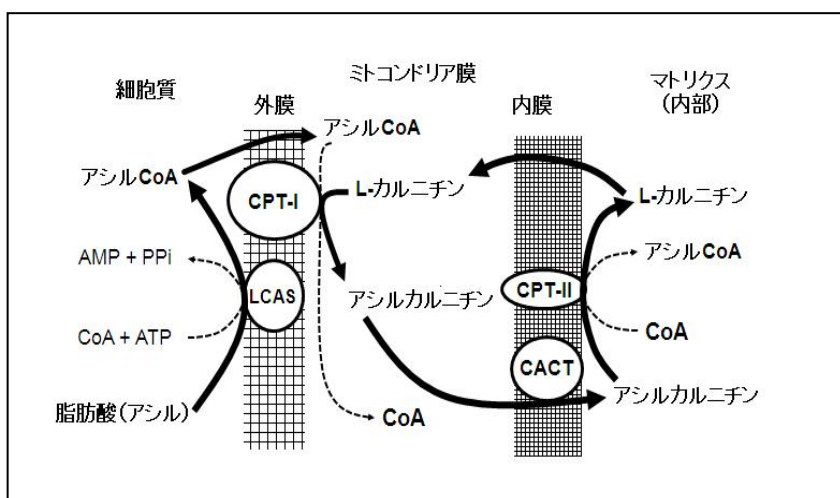 ミトコンドリア膜
細胞質
外膜
内膜
マトリクス
(内部)
アシルCoA
アシルCoA
CPT-I
L-カルニチン
L-カルニチン
AMP + PPi
LCAS
アシルカルニチン
CPT-II
アシルCoA
CoA + ATP
CoA
CACT
脂肪酸(アシル)
CoA
アシルカルニチン